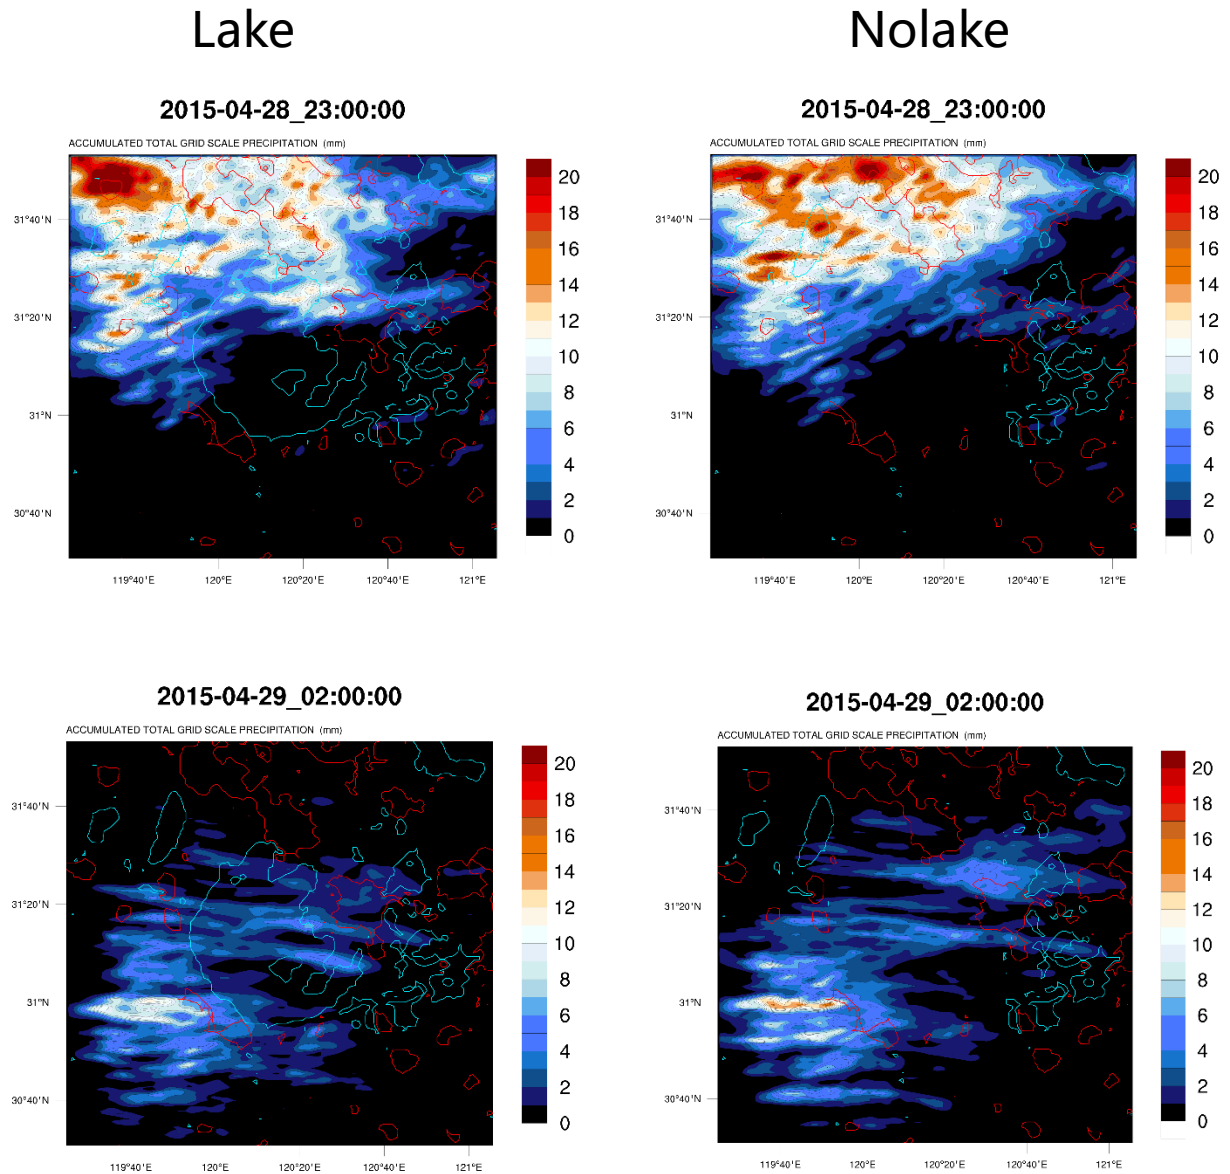 Lake
Nolake
2015-04-28_23:00:00
2015-04-28_23:00:00
ACCUMULATED TOTAL GRID SCALE PRECIPITATION (mm)
ACCUMULATED TOTAL GRID SCALE PRECIPITATION (mm)
31°40'N
31°20'N
31°N
30°40'N
119°40'E 120°E 120°20'E 120°40'E 121°E
20
18
16
14
12
10
8
6
4
2
0
31°40'N
31°20'N
31°N
30°40'N
119°40'E 120°E 120°20'E 120°40'E 121°E
20
18
16
14
12
10
8
6
4
2
0
2015-04-29_02:00:00
2015-04-29_02:00:00
ACCUMULATED TOTAL GRID SCALE PRECIPITATION (mm)
ACCUMULATED TOTAL GRID SCALE PRECIPITATION (mm)
31°40'N
31°20'N
31°N
30°40'N
119°40'E 120°E 120°20'E 120°40'E 121°E
20
18
16
14
12
10
8
6
4
2
0
31°40'N
31°20'N
31°N
30°40'N
119°40'E 120°E 120°20'E 120°40'E 121°E
20
18
16
14
12
10
8
6
4
2
0